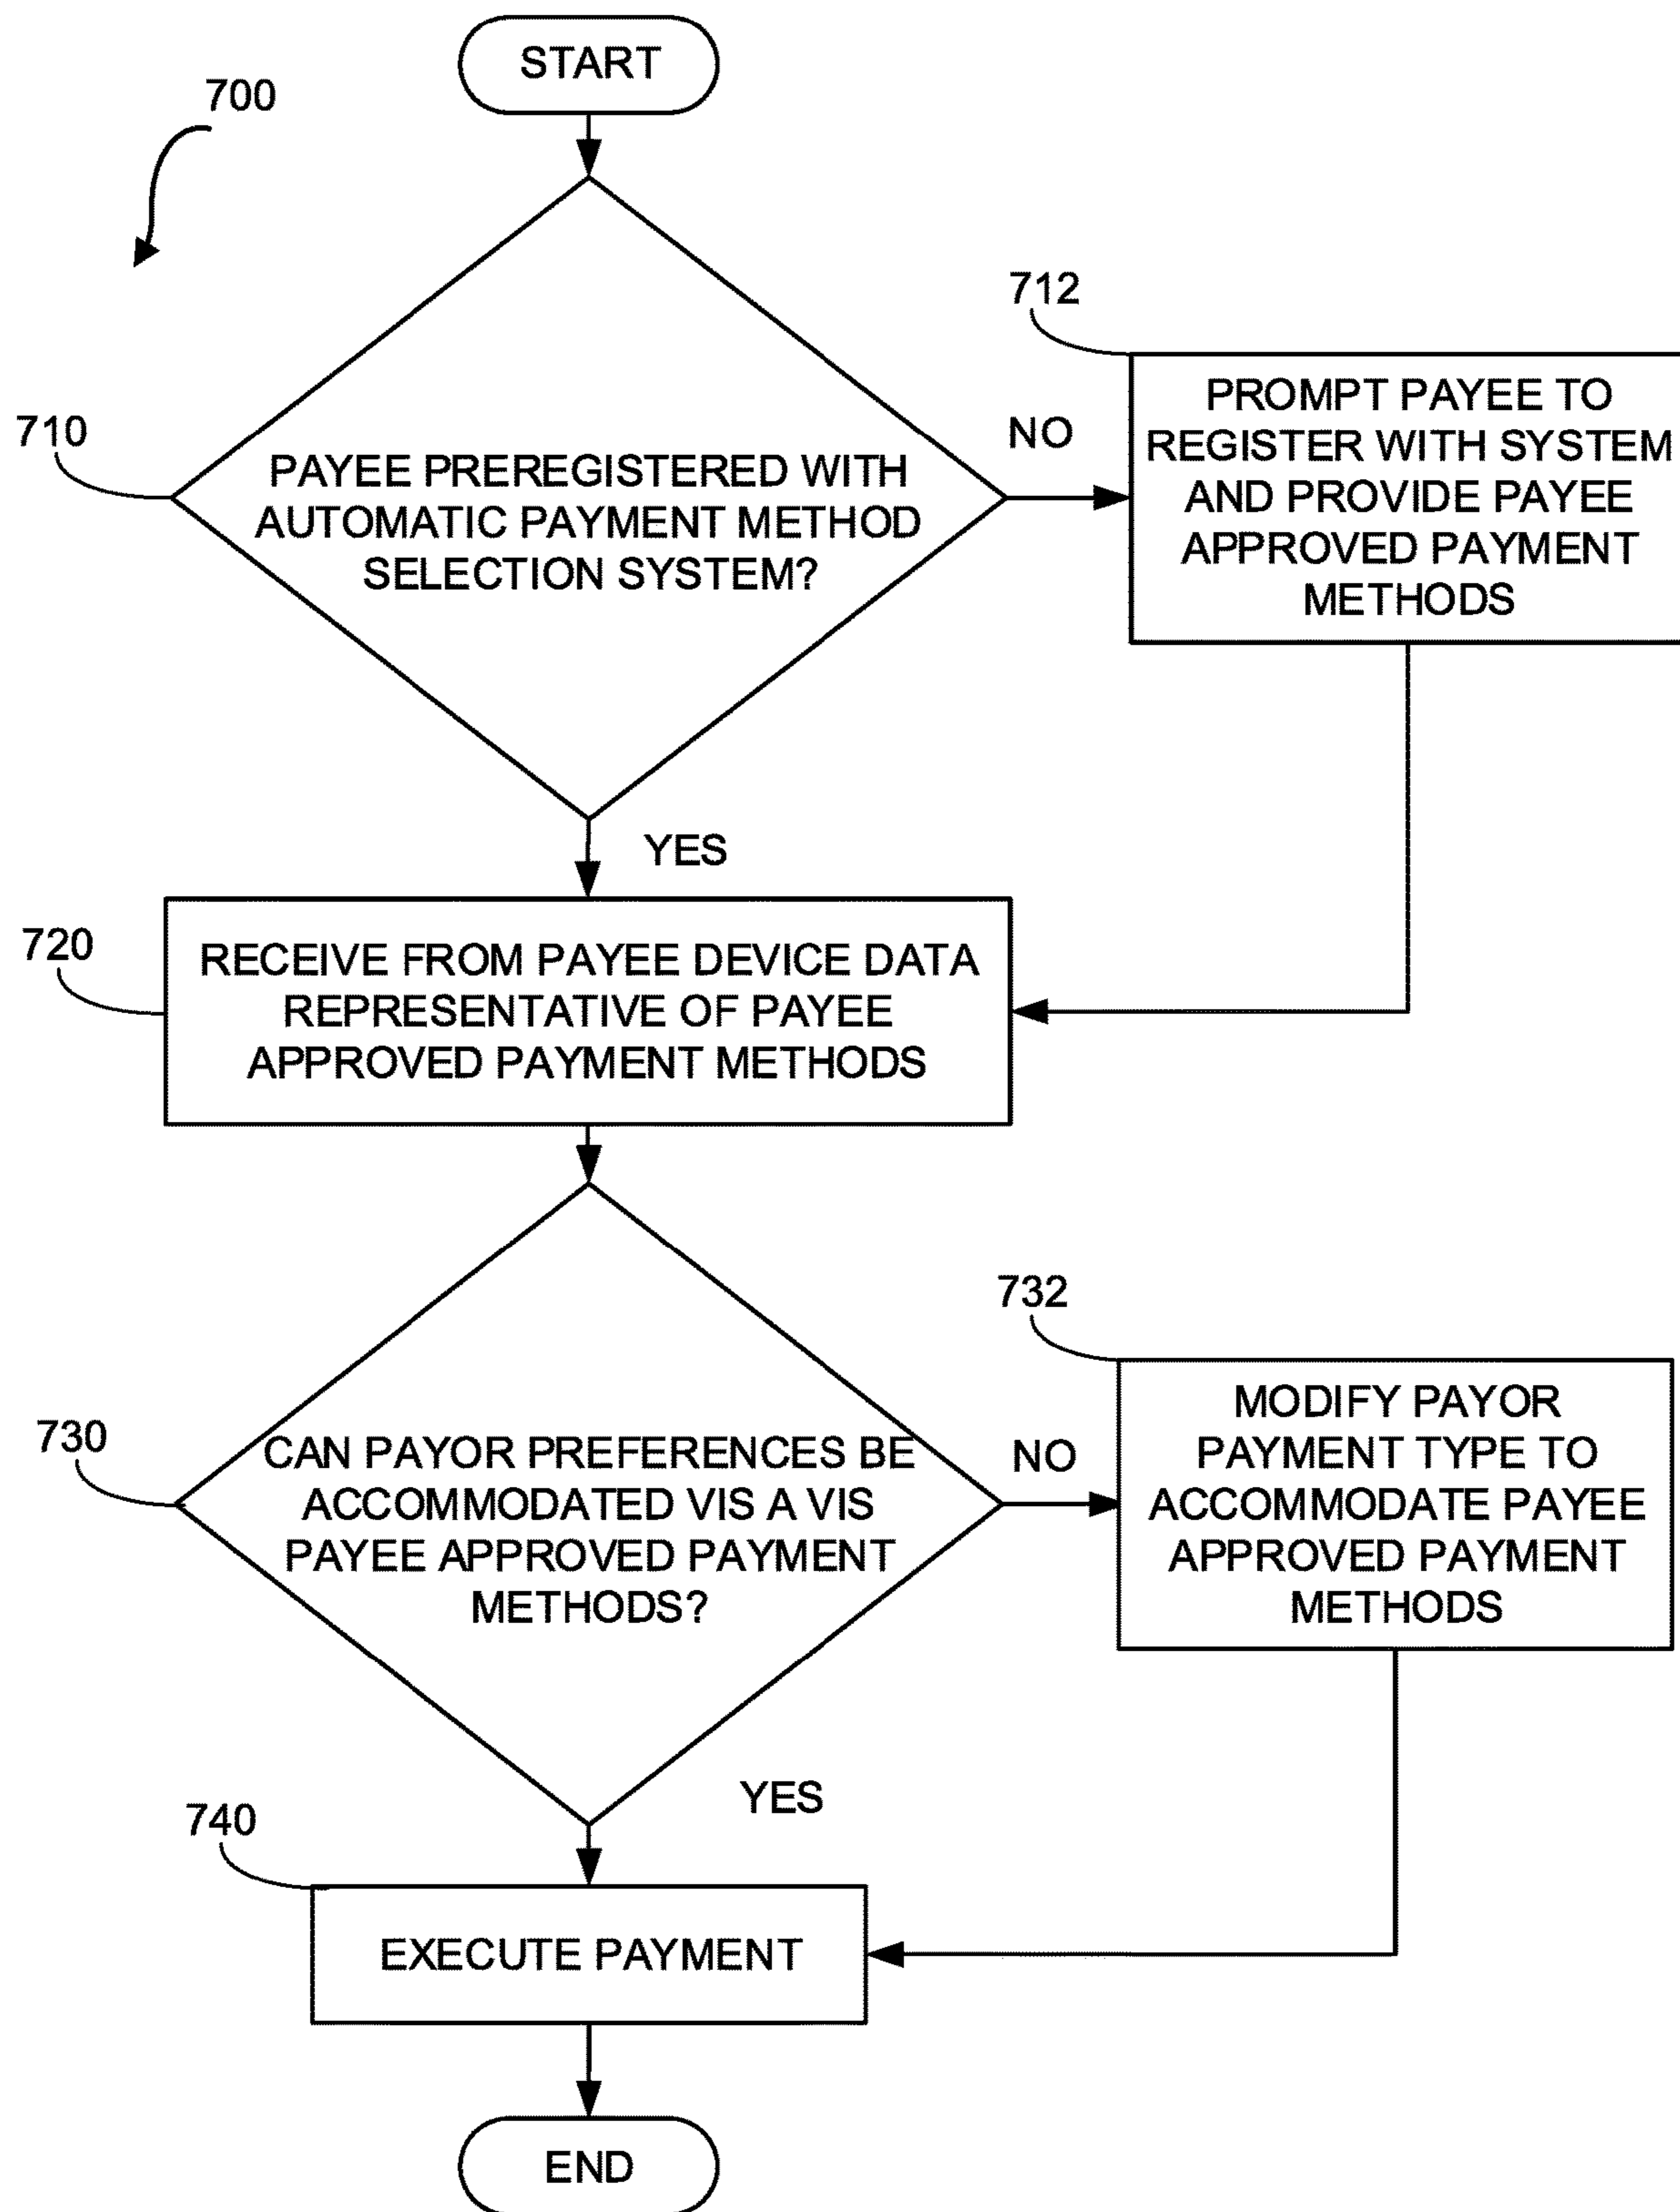 START
700
712
PROMPT PAYEE TO
REGISTER WITH SYSTEM
AND PROVIDE PAYEE
APPROVED PAYMENT
METHODS
710
NO
PAYEE PREREGISTERED WITH
AUTOMATIC PAYMENT METHOD
SELECTION SYSTEM?
YES
720
RECEIVE FROM PAYEE DEVICE DATA
REPRESENTATIVE OF PAYEE
APPROVED PAYMENT METHODS
732
MODIFY PAYOR
PAYMENT TYPE TO
ACCOMMODATE PAYEE
APPROVED PAYMENT
METHODS
730
NO
CAN PAYOR PREFERENCES BE
ACCOMMODATED VIS A VIS
PAYEE APPROVED PAYMENT
METHODS?
YES
740
EXECUTE PAYMENT
END